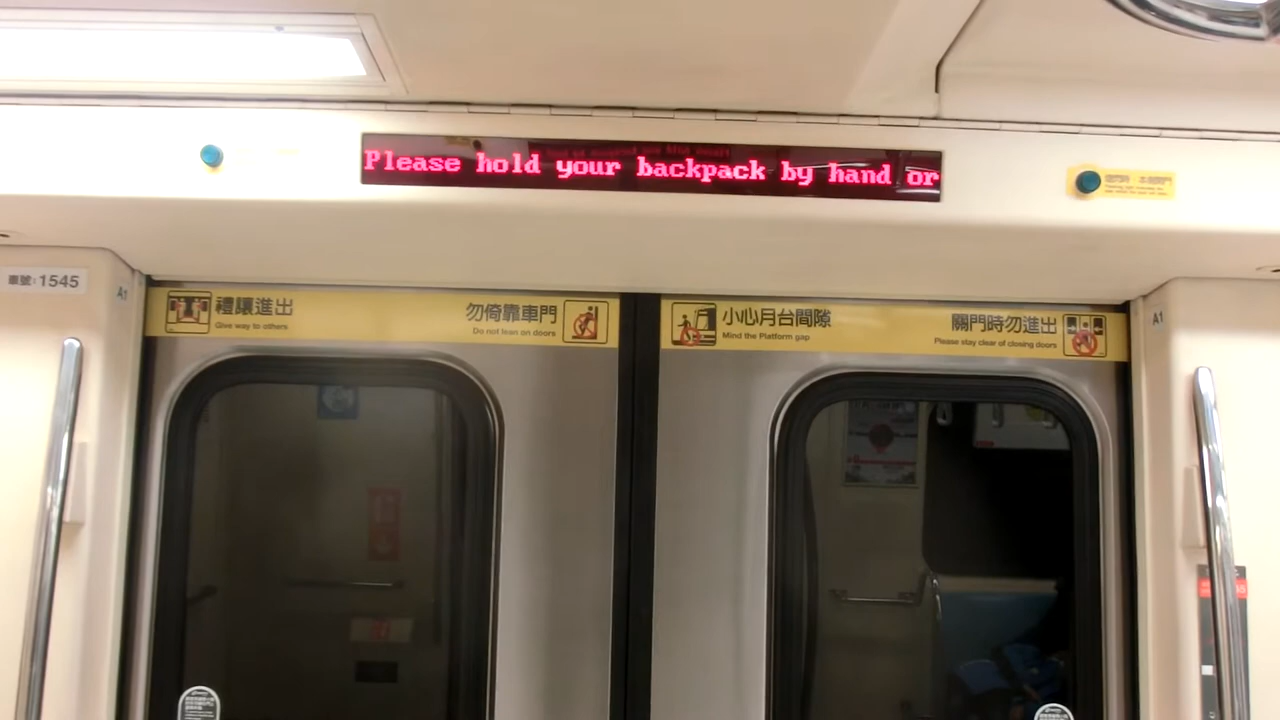 Please hold your backpack by hand or
車號:1545
A1
禮讓進出
Give way to others
勿倚靠車門
Do not lean on doors
小心月台間隙
Mind the Platform gap
關門時勿進出
Please stay clear of closing doors
A1